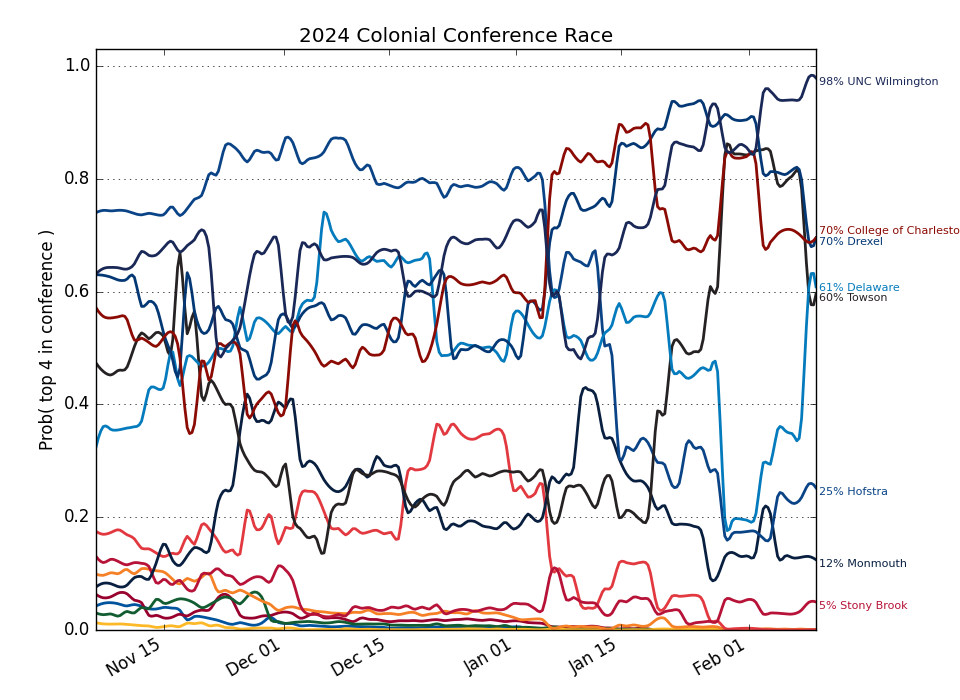 2024 Colonial Conference Race
Prob( top 4 in conference )
1.0
0.8
0.6
0.4
0.2
0.0
Nov 15
Dec 01
Dec 15
Jan 01
Jan 15
Feb 01
98% UNC Wilmington
70% College of Charlesto
70% Drexel
61% Delaware
60% Towson
25% Hofstra
12% Monmouth
5% Stony Brook